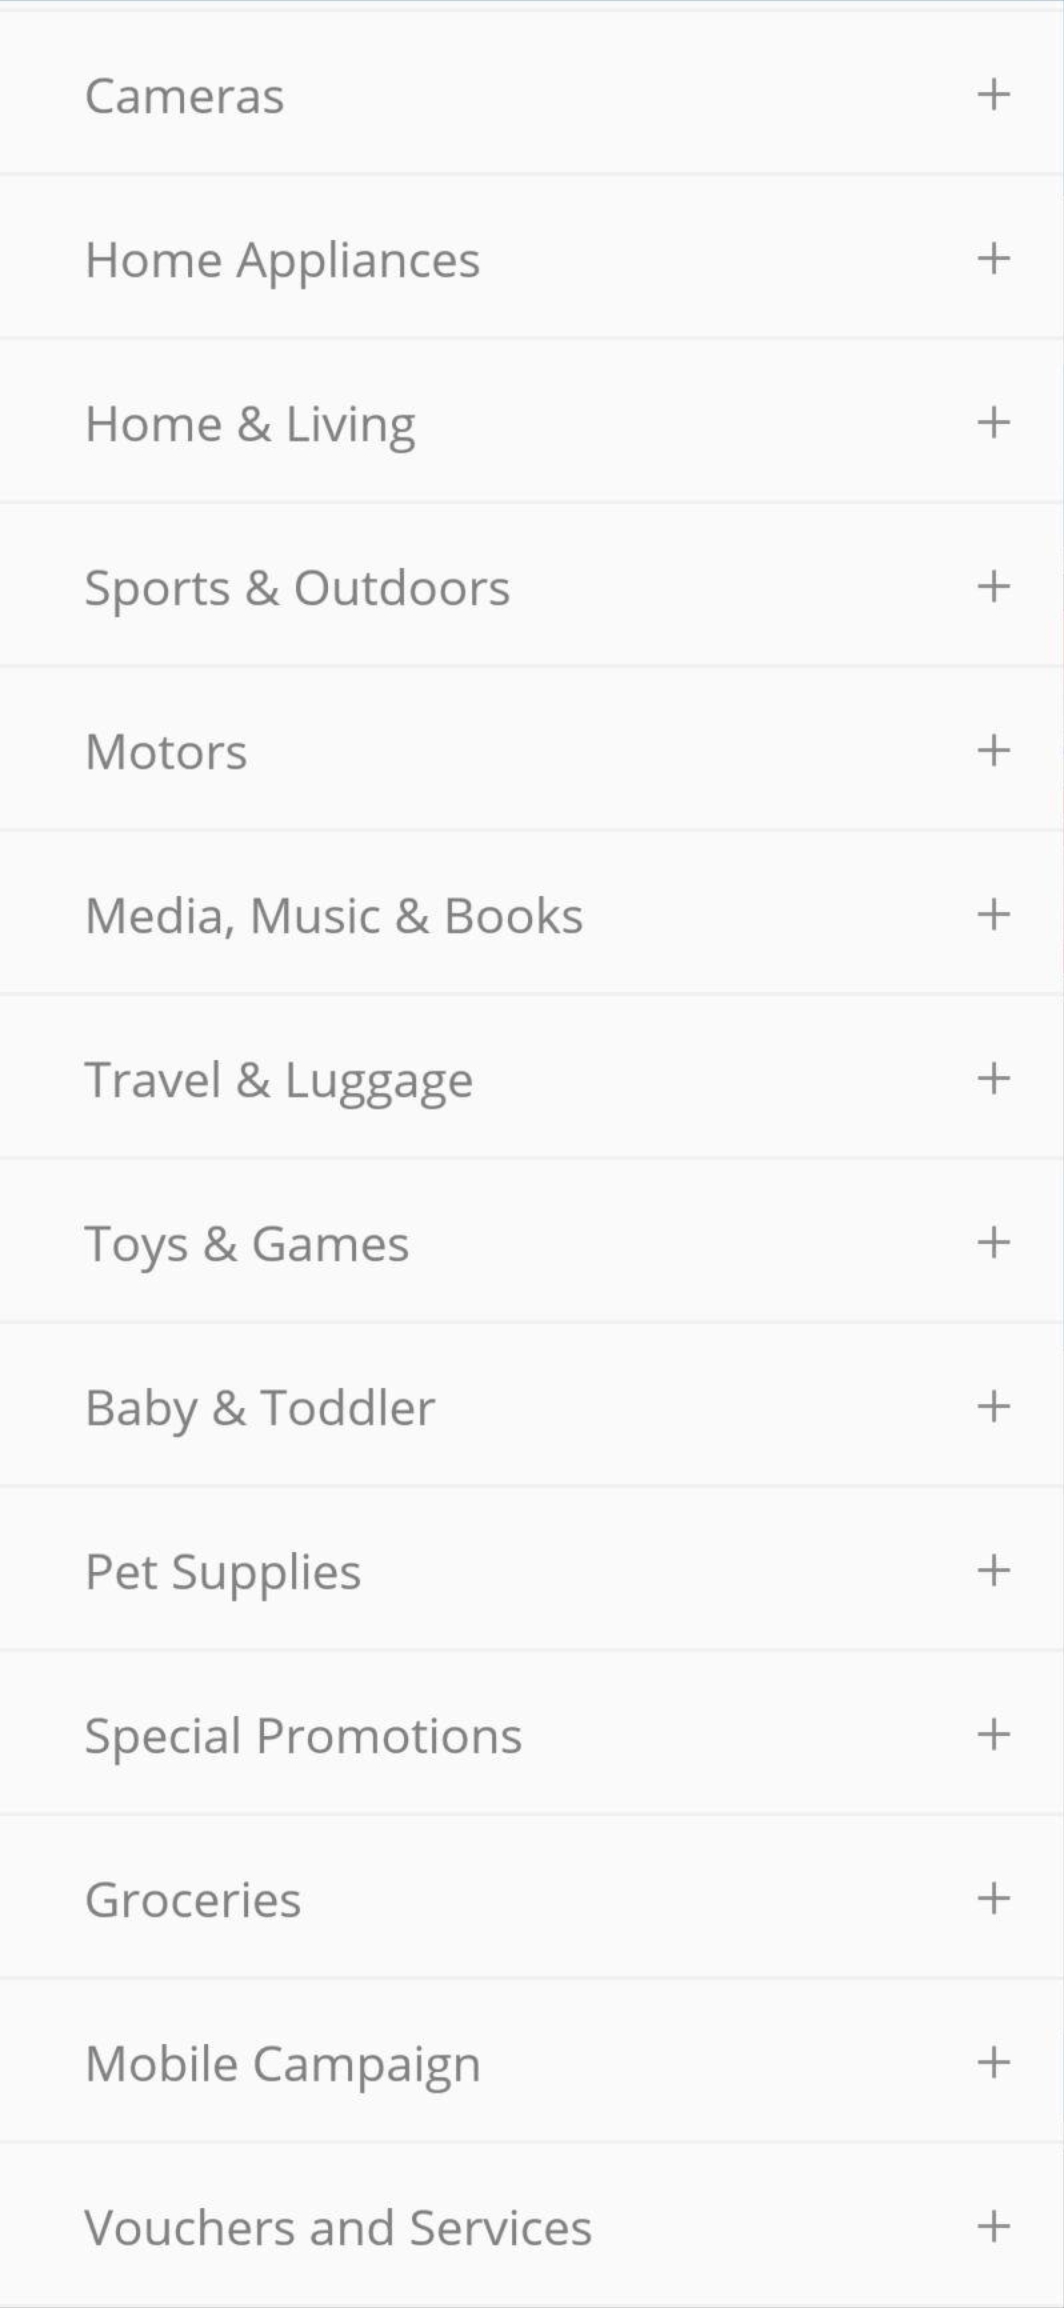 Cameras +
Home Appliances +
Home & Living +
Sports & Outdoors +
Motors +
Media, Music & Books +
Travel & Luggage +
Toys & Games +
Baby & Toddler +
Pet Supplies +
Special Promotions +
Groceries +
Mobile Campaign +
Vouchers and Services +